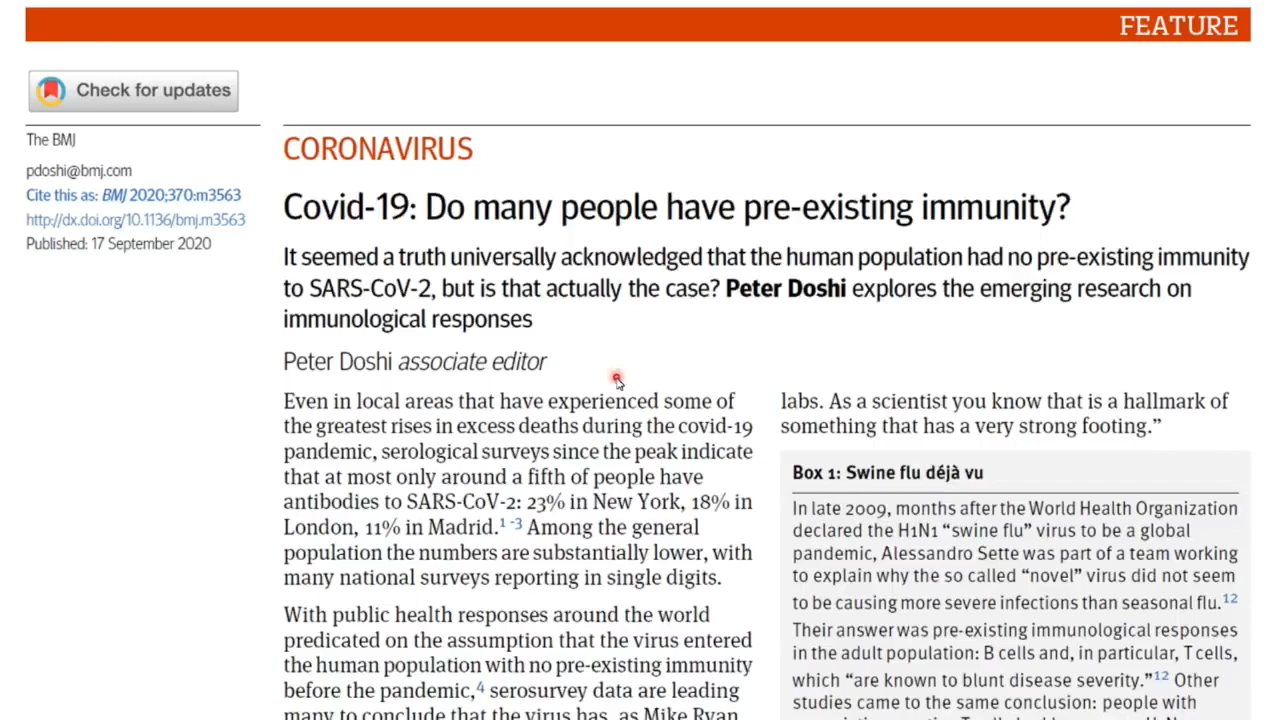 FEATURE
Check for updates
The BMJ
pdoshi@bmj.com
Cite this as: BMJ 2020;370:m3563
http://dx.doi.org/10.1136/bmj.m3563
Published: 17 September 2020
CORONAVIRUS
Covid-19: Do many people have pre-existing immunity?
It seemed a truth universally acknowledged that the human population had no pre-existing immunity
to SARS-CoV-2, but is that actually the case? Peter Doshi explores the emerging research on
immunological responses
Peter Doshi associate editor
Even in local areas that have experienced some of
the greatest rises in excess deaths during the covid-19
pandemic, serological surveys since the peak indicate
that at most only around a fifth of people have
antibodies to SARS-CoV-2: 23% in New York, 18% in
London, 11% in Madrid.1-3 Among the general
population the numbers are substantially lower, with
many national surveys reporting in single digits.
With public health responses around the world
predicated on the assumption that the virus entered
the human population with no pre-existing immunity
before the pandemic,4 serosurvey data are leading
many to conclude that the virus has, as Mike Ryan,
labs. As a scientist you know that is a hallmark of
something that has a very strong footing.”
Box 1: Swine flu déjà vu
In late 2009, months after the World Health Organization
declared the H1N1 “swine flu” virus to be a global
pandemic, Alessandro Sette was part of a team working
to explain why the so called “novel” virus did not seem
to be causing more severe infections than seasonal flu.12
Their answer was pre-existing immunological responses
in the adult population: B cells and, in particular, T cells,
which “are known to blunt disease severity.”12 Other
studies came to the same conclusion: people with